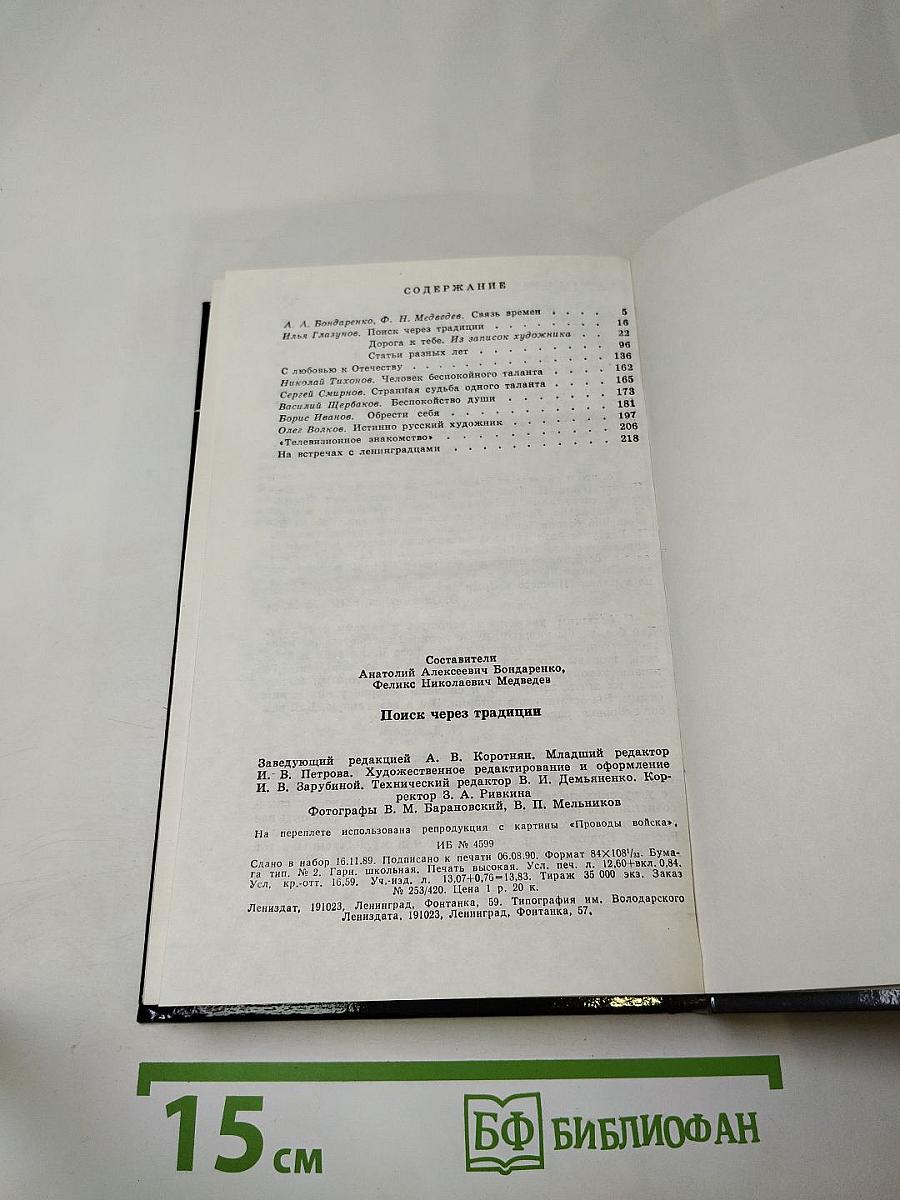 СОДЕРЖАНИЕ
А. А. Бондаренко, Ф. Н. Медведев. Связь времен . . . . 5
Илья Глазунов. Поиск через традиции . . . . . . . . 16
Дорога к тебе. Из записок художника . . 22
Статьи разных лет . . . . . . . . . 96
С любовью к Отечеству . . . . . . . . . . . . 136
Николай Тихонов. Человек беспокойного таланта . . . . 162
Сергей Смирнов. Странная судьба одного таланта . . . . 165
Василий Щербаков. Беспокойство души . . . . . . . 173
Борис Иванов. Обрести себя . . . . . . . . . . 181
Олег Волков. Истинно русский художник . . . . . . . 197
«Телевизионное знакомство» . . . . . . . . . . 206
На встречах с ленинградцами . . . . . . . . . . 218
Составители
Анатолий Алексеевич Бондаренко,
Феликс Николаевич Медведев
Поиск через традиции
Заведующий редакцией А. В. Коротнян. Младший редактор
И. В. Петрова. Художественное редактирование и оформление
И. В. Зарубиной. Технический редактор В. И. Демьяненко. Кор-
ректор З. А. Ривкина
Фотографы В. М. Барановский, В. П. Мельников
На переплете использована репродукция с картины «Проводы войска».
ИБ № 4599
Сдано в набор 16.11.89. Подписано к печати 06.08.90. Формат 84×108¹/₃₂. Бума-
га тип. № 2. Гарн. школьная. Печать высокая. Усл. печ. л. 12,60+вкл. 0,84.
Усл. кр.-отт. 16,59. Уч.-изд. л. 13,07+0,76=13,83. Тираж 35 000 экз. Заказ
№ 253/420. Цена 1 р. 20 к.
Лениздат, 191023, Ленинград, Фонтанка, 59. Типография им. Володарского
Лениздата, 191023, Ленинград, Фонтанка, 57.
15 см
БФ БИБЛИОФАН